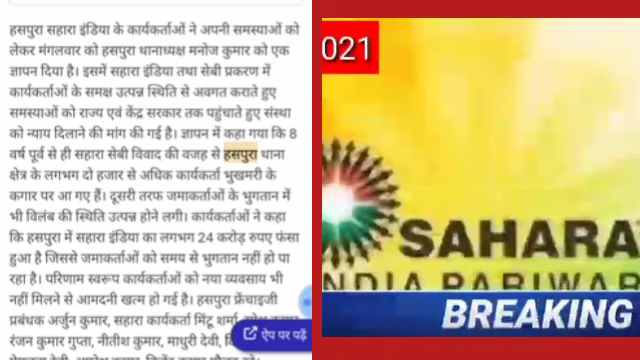 हसपुरा सहारा इंडिया के कार्यकर्ताओं ने अपनी समस्याओं को
लेकर मंगलवार को हसपुरा थानाध्यक्ष मनोज कुमार को एक
ज्ञापन दिया है। इसमें सहारा इंडिया तथा सेबी प्रकरण में
कार्यकर्ताओं के समक्ष उत्पन्न स्थिति से अवगत कराते हुए
समस्याओं को राज्य एवं केंद्र सरकार तक पहुंचाते हुए संस्था
को न्याय दिलाने की मांग की गई है। ज्ञापन में कहा गया कि 8
वर्ष पूर्व से ही सहारा सेबी विवाद की वजह से हसपुरा थाना
क्षेत्र के लगभग दो हजार से अधिक कार्यकर्ता भुखमरी के
कगार पर आ गए हैं। दूसरी तरफ जमाकर्ताओं के भुगतान में
भी विलंब की स्थिति उत्पन्न होने लगी। कार्यकर्ताओं ने कहा
कि हसपुरा में सहारा इंडिया का लगभग 24 करोड़ रुपए फंसा
हुआ है जिससे जमाकर्ताओं को समय से भुगतान नहीं हो पा
रहा है। परिणाम स्वरूप कार्यकर्ताओं को नया व्यवसाय भी
नहीं मिलने से आमदनी खत्म हो गई है। हसपुरा फ्रेंचाइजी
प्रबंधक अर्जुन कुमार, सहारा कार्यकर्ता मिंटू शर्मा,
रंजन कुमार गुप्ता, नीतीश कुमार, माधुरी देवी,
ऐप पर पढ़ें
021
SAHARA
INDIA PARIWAR
BREAKING